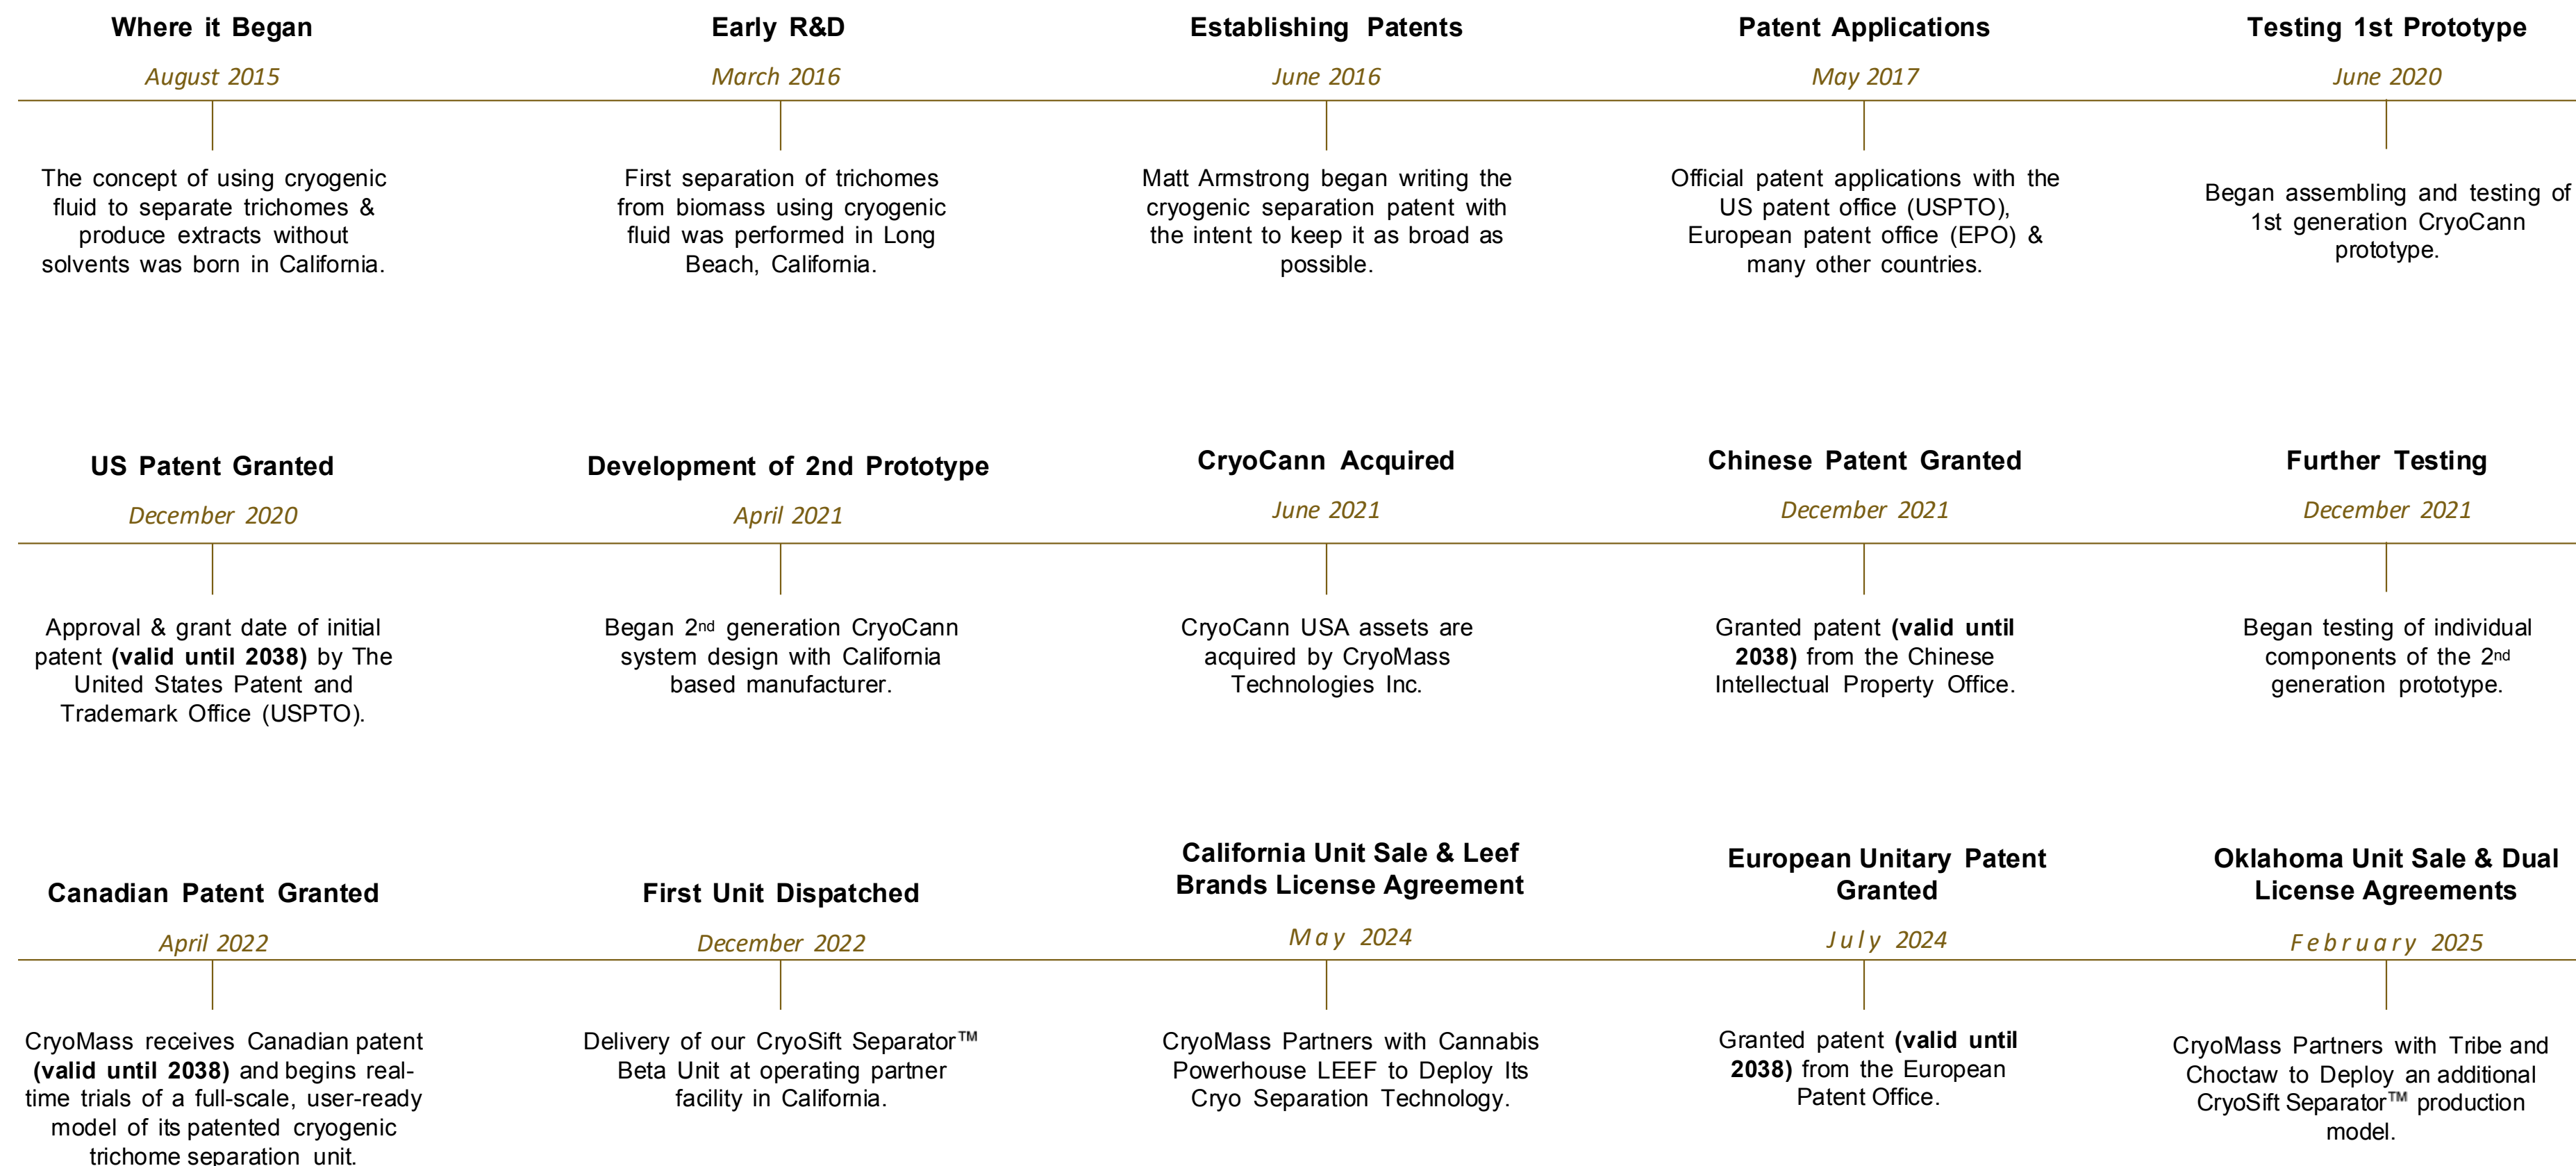 Where it Began
August 2015
The concept of using cryogenic
fluid to separate trichomes &
produce extracts without
solvents was born in California.
Early R&D
March 2016
First separation of trichomes
from biomass using cryogenic
fluid was performed in Long
Beach, California.
Establishing Patents
June 2016
Matt Armstrong began writing the
cryogenic separation patent with
the intent to keep it as broad as
possible.
Patent Applications
May 2017
Official patent applications with the
US patent office (USPTO),
European patent office (EPO) &
many other countries.
Testing 1st Prototype
June 2020
Began assembling and testing of
1st generation CryoCann
prototype.
US Patent Granted
December 2020
Approval & grant date of initial
patent (valid until 2038) by The
United States Patent and
Trademark Office (USPTO).
Development of 2nd Prototype
April 2021
Began 2nd generation CryoCann
system design with California
based manufacturer.
CryoCann Acquired
June 2021
CryoCann USA assets are
acquired by CryoMass
Technologies Inc.
Chinese Patent Granted
December 2021
Granted patent (valid until
2038) from the Chinese
Intellectual Property Office.
Further Testing
December 2021
Began testing of individual
components of the 2nd
generation prototype.
Canadian Patent Granted
April 2022
CryoMass receives Canadian patent
(valid until 2038) and begins real-
time trials of a full-scale, user-ready
model of its patented cryogenic
trichome separation unit.
First Unit Dispatched
December 2022
Delivery of our CryoSift Separator™
Beta Unit at operating partner
facility in California.
California Unit Sale & Leef
Brands License Agreement
May 2024
CryoMass Partners with Cannabis
Powerhouse LEEF to Deploy Its
Cryo Separation Technology.
European Unitary Patent
Granted
July 2024
Granted patent (valid until
2038) from the European
Patent Office.
Oklahoma Unit Sale & Dual
License Agreements
February 2025
CryoMass Partners with Tribe and
Choctaw to Deploy an additional
CryoSift Separator™ production
model.